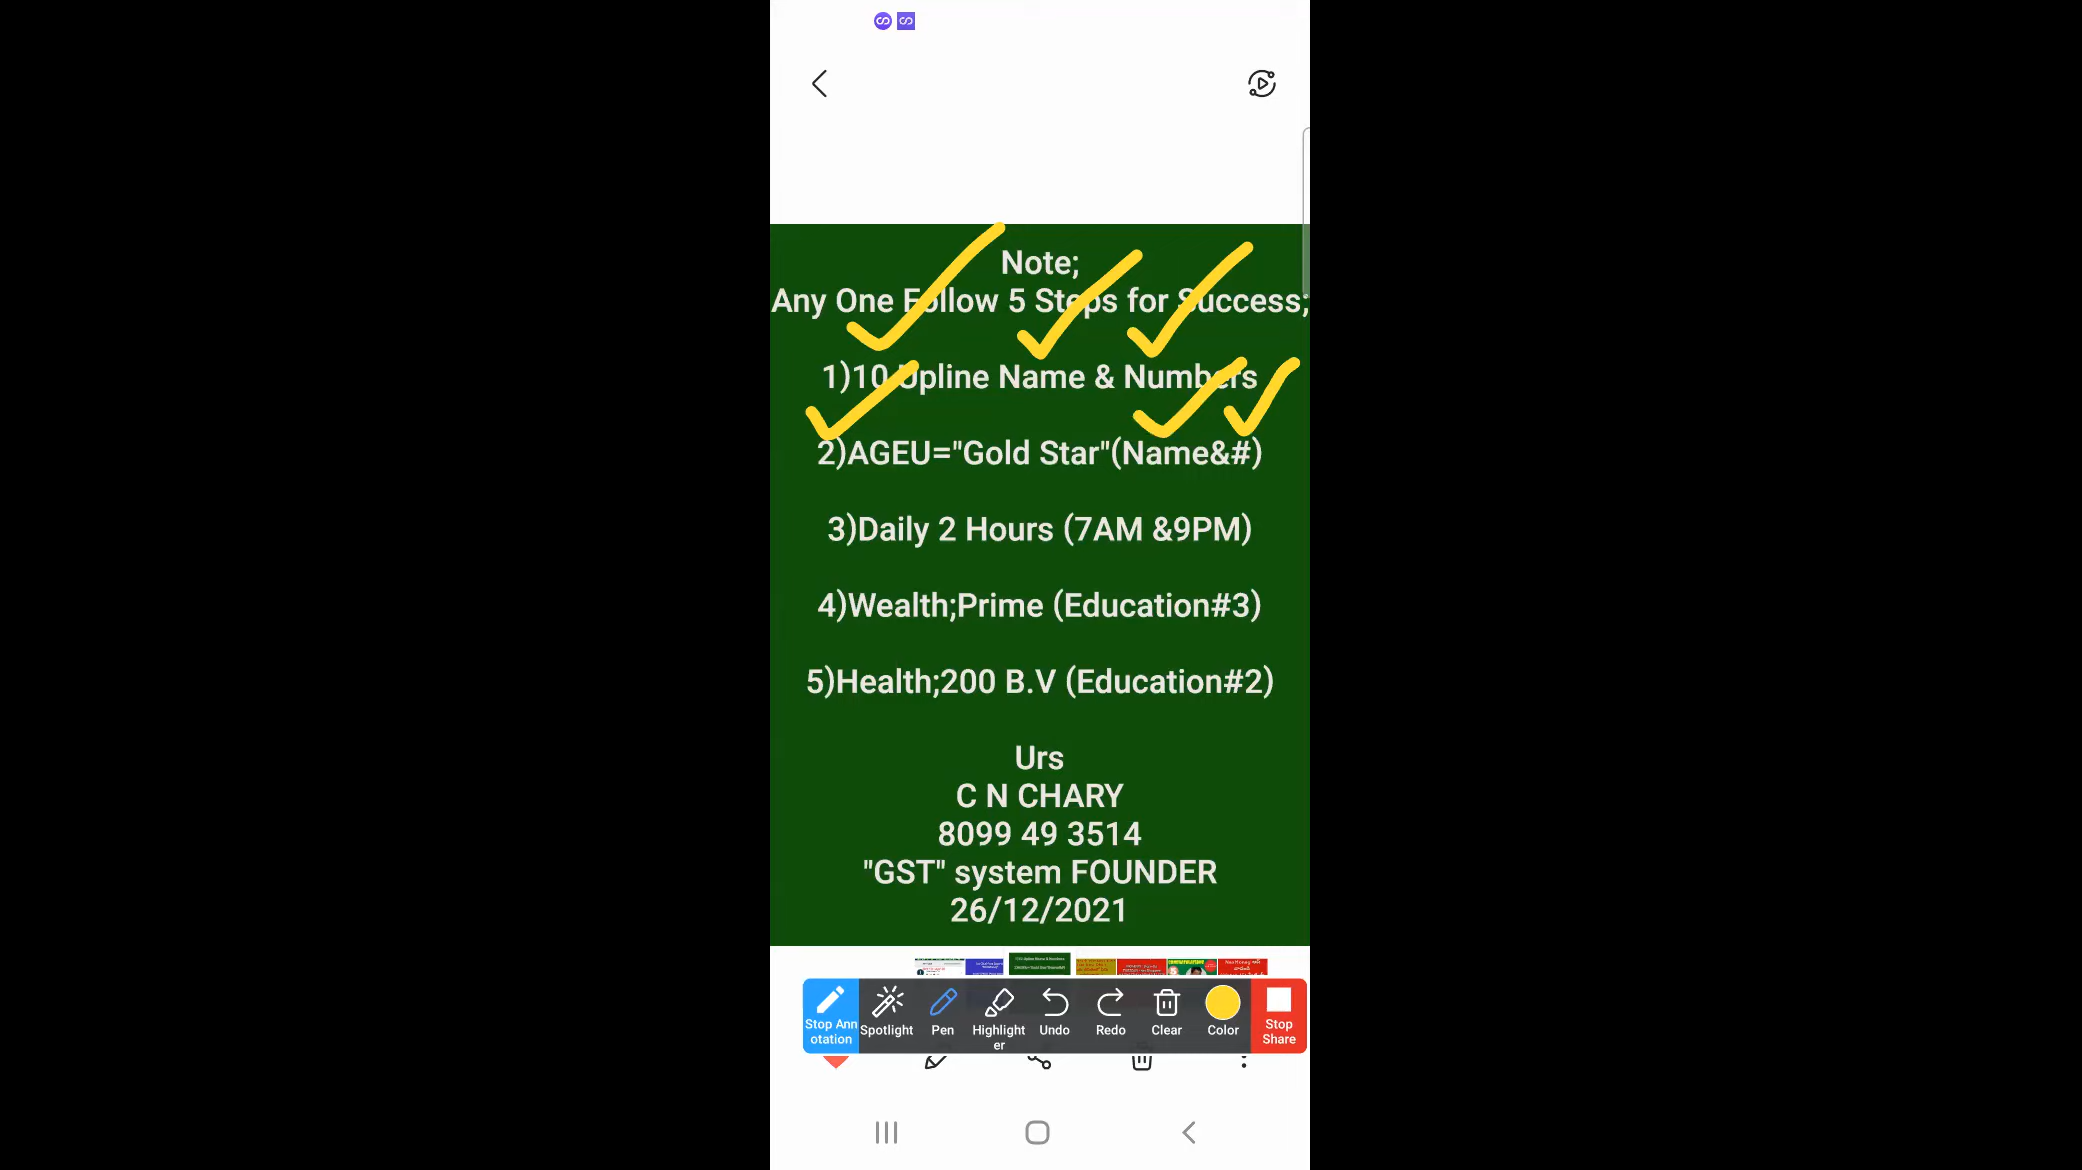 Note;
Any One Follow 5 Steps for Success;
1)10 Upline Name & Numbers
2)AGEU="Gold Star"(Name&#)
3)Daily 2 Hours (7AM &9PM)
4)Wealth;Prime (Education#3)
5)Health;200 B.V (Education#2)
Urs
C N CHARY
8099 49 3514
"GST" system FOUNDER
26/12/2021
Stop Annotation
Spotlight
Pen
Highlighter
Undo
Redo
Clear
Color
Stop Share